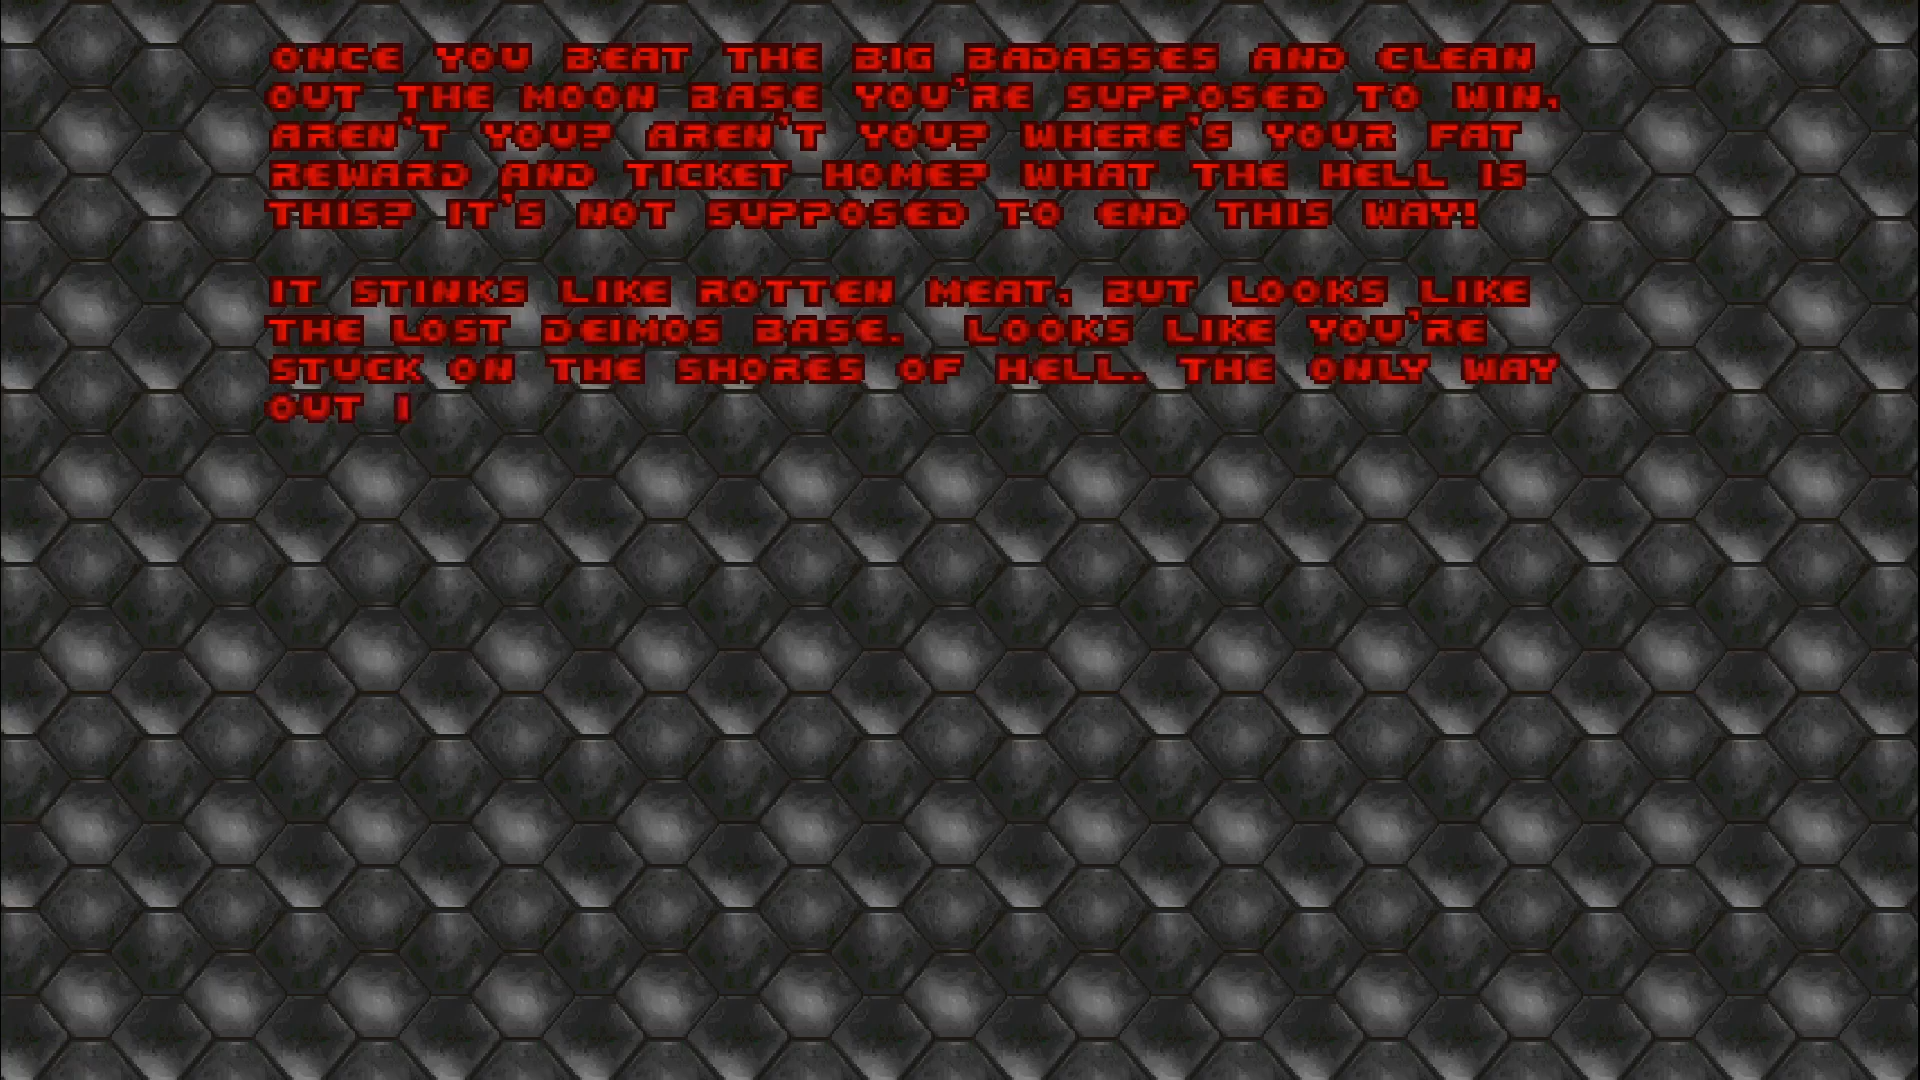 ONCE YOU BEAT THE BIG BADASSES AND CLEAN
OUT THE MOON BASE YOU'RE SUPPOSED TO WIN,
AREN'T YOU? AREN'T YOU? WHERE'S YOUR FAT
REWARD AND TICKET HOME? WHAT THE HELL IS
THIS? IT'S NOT SUPPOSED TO END THIS WAY!
IT STINKS LIKE ROTTEN MEAT, BUT LOOKS LIKE
THE LOST DEIMOS BASE.  LOOKS LIKE YOU'RE
STUCK ON THE SHORES OF HELL. THE ONLY WAY
OUT I